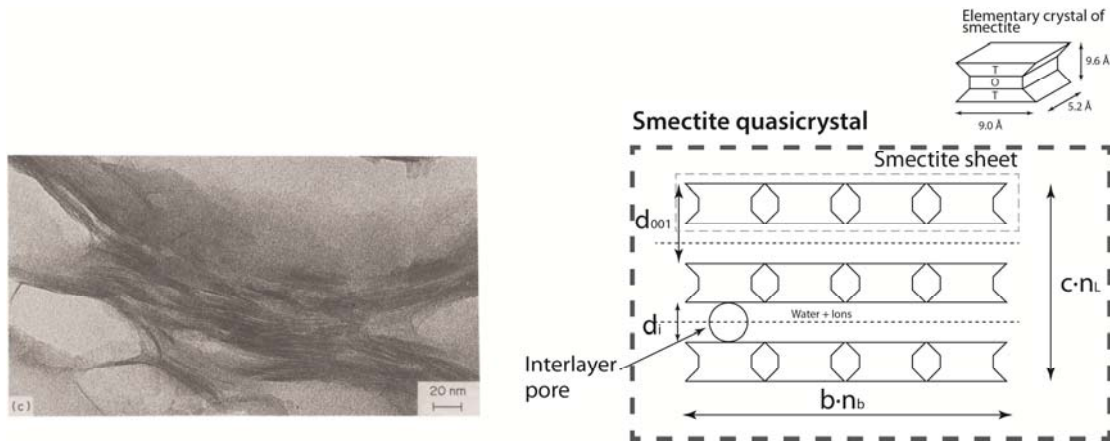 Elementary crystal of
smectite
T
O
T
9.6 Å
5.2 Å
9.0 Å
Smectite quasicrystal
Smectite sheet
d001
c·nL
Water + Ions
di
Interlayer
pore
b·nb
20 nm
(c)